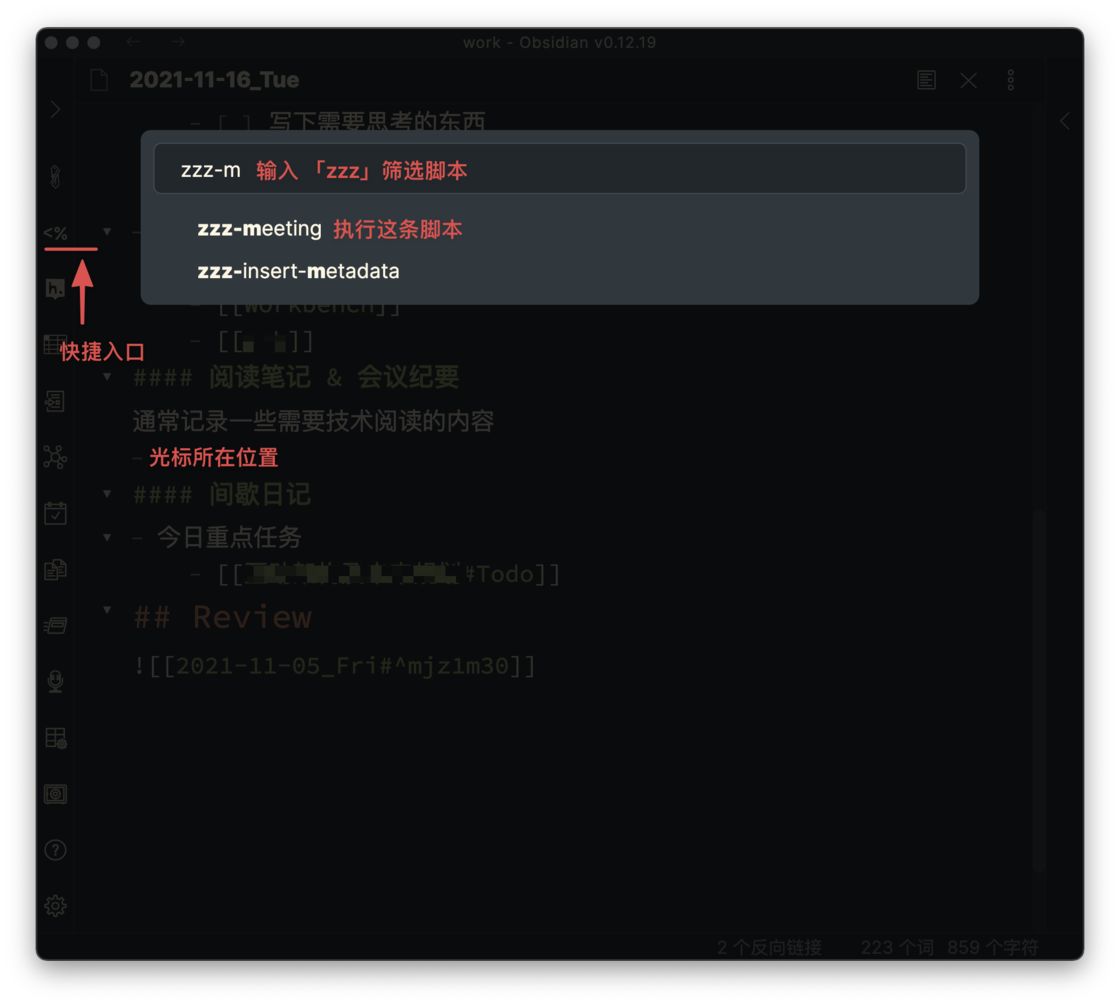 work - Obsidian v0.12.19
2021-11-16_Tue
- [ ] 写下需要思考的东西
zzz-m 输入 「zzz」筛选脚本
zzz-meeting 执行这条脚本
zzz-insert-metadata
<%
h.
快捷入口
- [[Workbench]]
- [[ ]]
#### 阅读笔记 & 会议纪要
通常记录一些需要技术阅读的内容
- 光标所在位置
#### 间歇日记
- 今日重点任务
- [[ #Todo]]
## Review
![[2021-11-05_Fri#^mjz1m30]]
2 个反向链接 223 个词 859 个字符